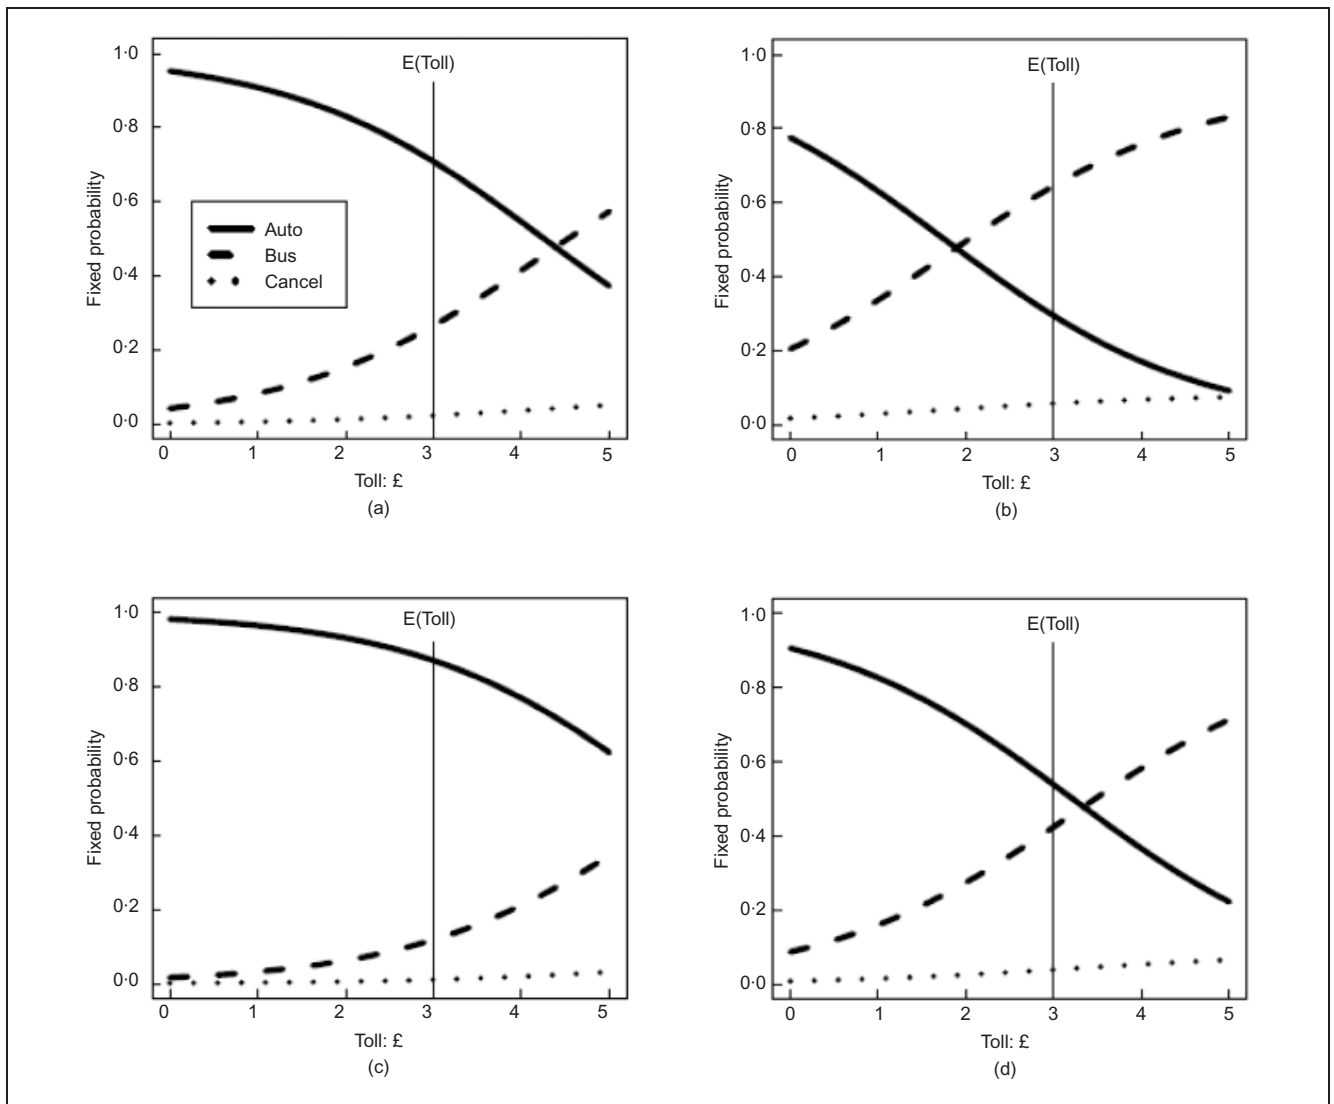 1·0
0·8
0·6
0·4
0·2
0·0
Fixed probability
E(Toll)
Auto
Bus
Cancel
0 1 2 3 4 5
Toll: £
(a)
1·0
0·8
0·6
0·4
0·2
0·0
Fixed probability
E(Toll)
0 1 2 3 4 5
Toll: £
(b)
1·0
0·8
0·6
0·4
0·2
0·0
Fixed probability
E(Toll)
0 1 2 3 4 5
Toll: £
(c)
1·0
0·8
0·6
0·4
0·2
0·0
Fixed probability
E(Toll)
0 1 2 3 4 5
Toll: £
(d)